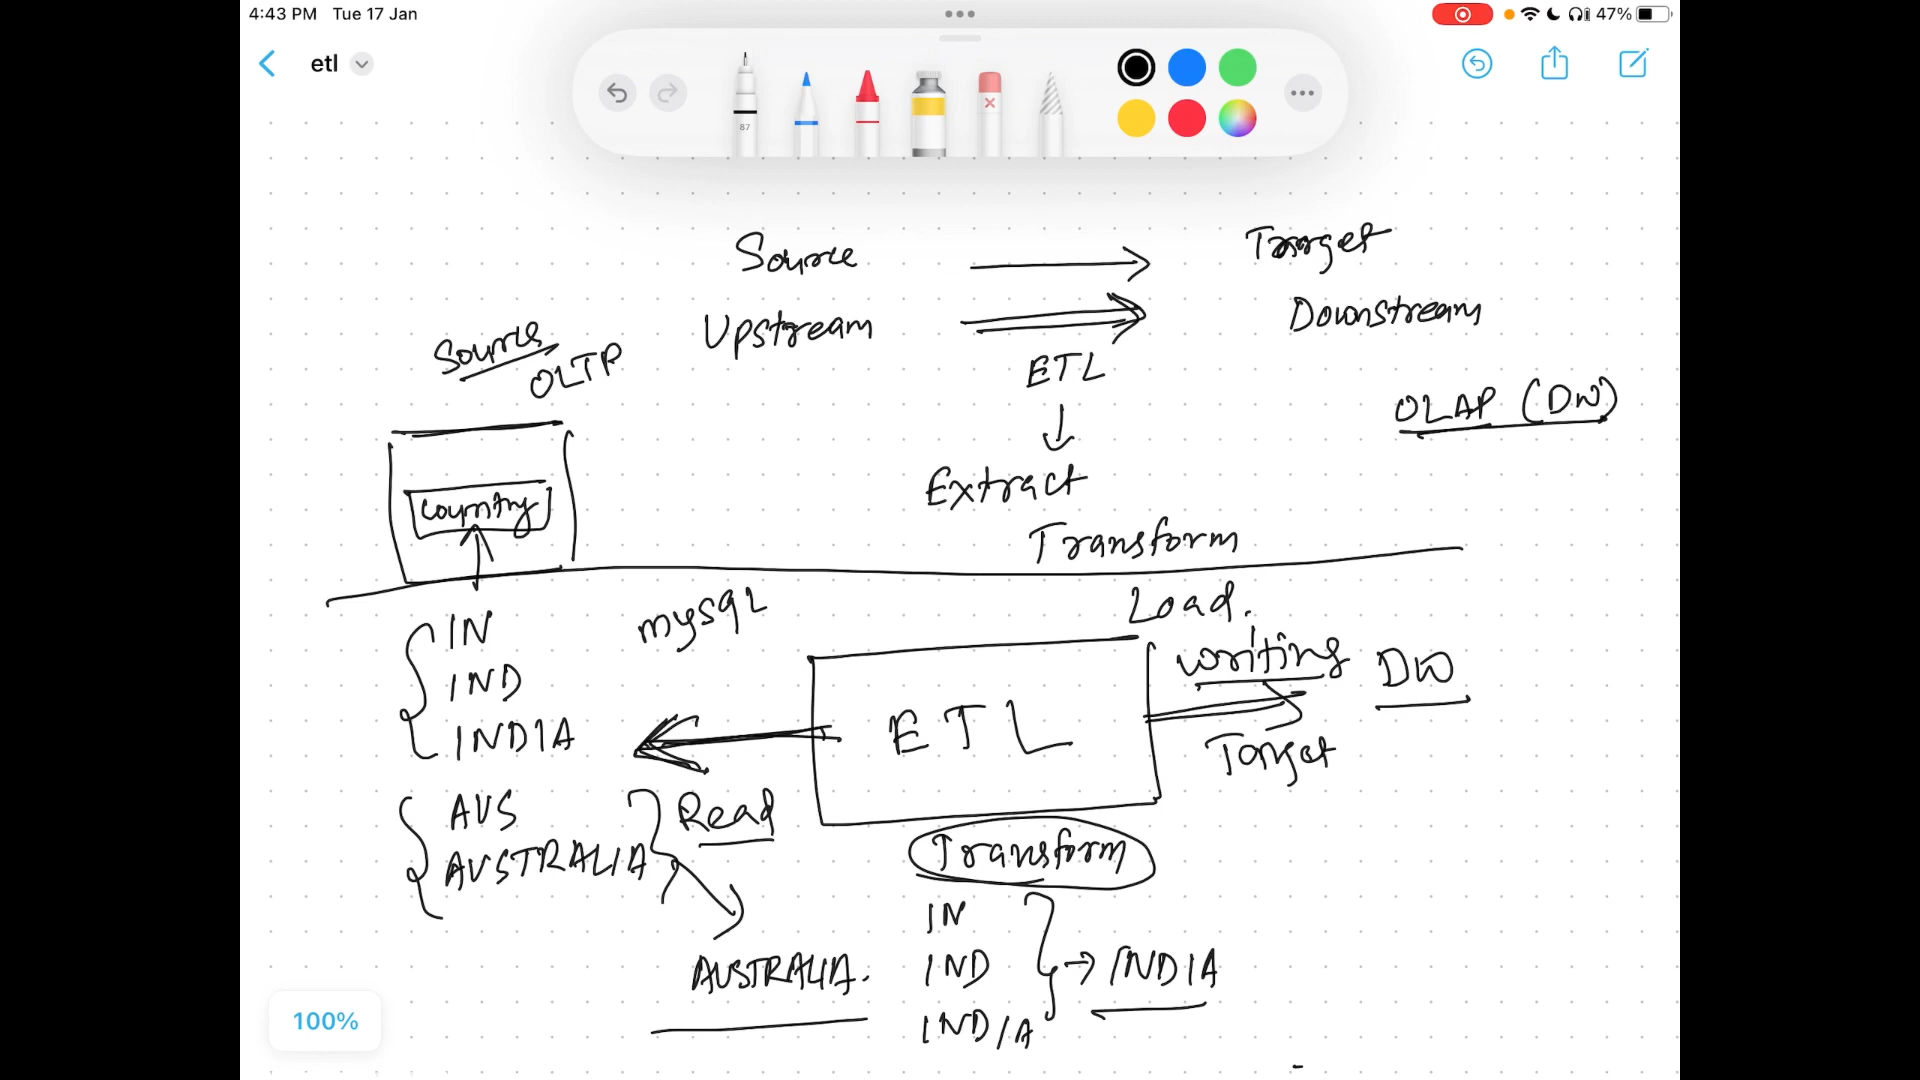 4:43 PM Tue 17 Jan
47%
etl
87
Source
Target
Upstream
Downstream
Source
OLTP
ETL
OLAP (DW)
Extract
Country
Transform
Load.
mysql
IN
IND
INDIA
writing
DW
ETL
Target
AUS
AUSTRALIA
Read
Transform
IN
IND
INDIA
INDIA
AUSTRALIA.
100%